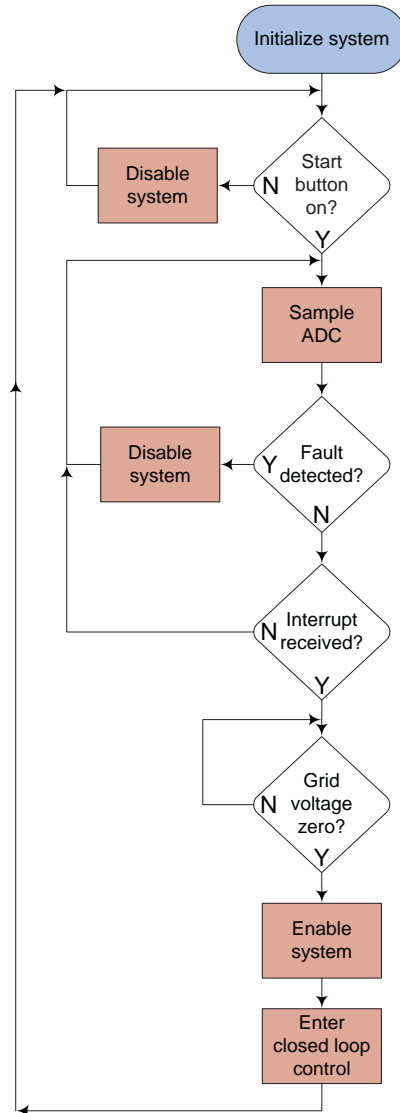 Initialize system
Start
button
on?
N
Y
Disable
system
Sample
ADC
Fault
detected?
Y
N
Disable
system
Interrupt
received?
N
Y
Grid
voltage
zero?
N
Y
Enable
system
Enter
closed loop
control